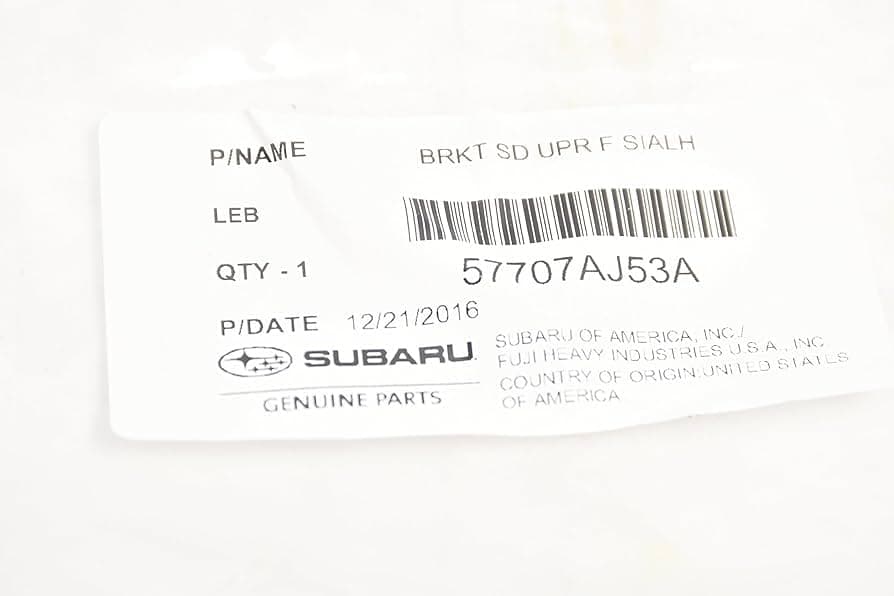 P/NAME BRKT SD UPR F SIALH
LEB
57707AJ53A
QTY - 1
P/DATE 12/21/2016
SUBARU
GENUINE PARTS
SUBARU OF AMERICA, INC./
FUJI HEAVY INDUSTRIES U.S.A., INC
COUNTRY OF ORIGIN:UNITED STATES
OF AMERICA